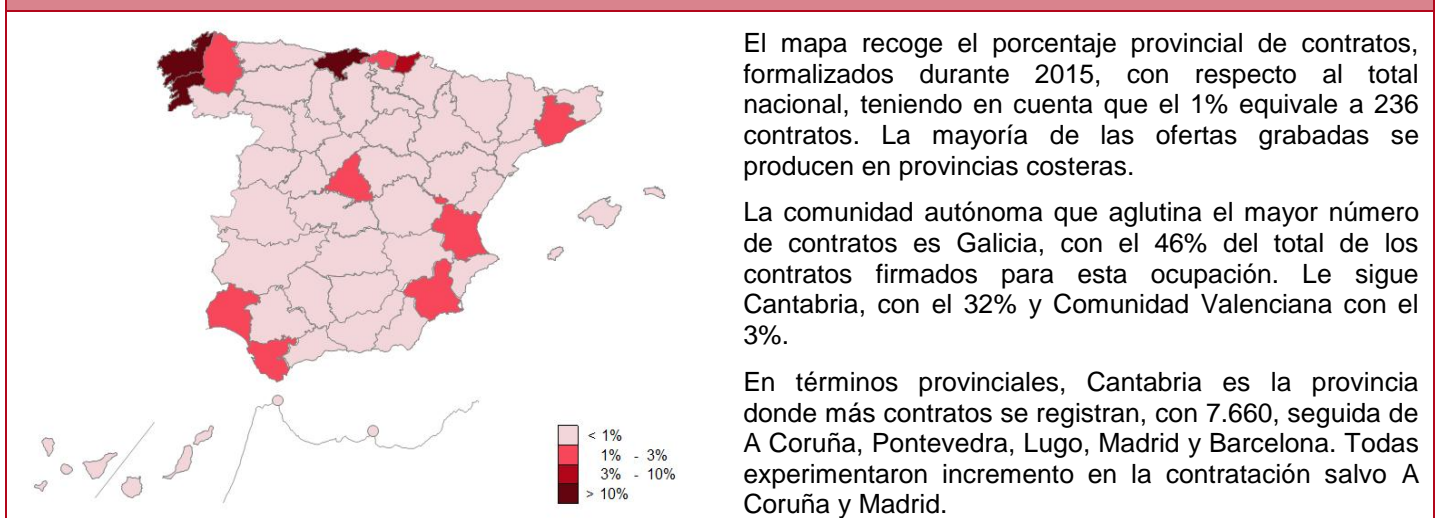 El mapa recoge el porcentaje provincial de contratos,
formalizados durante 2015, con respecto al total
nacional, teniendo en cuenta que el 1% equivale a 236
contratos. La mayoría de las ofertas grabadas se
producen en provincias costeras.
La comunidad autónoma que aglutina el mayor número
de contratos es Galicia, con el 46% del total de los
contratos firmados para esta ocupación. Le sigue
Cantabria, con el 32% y Comunidad Valenciana con el
3%.
En términos provinciales, Cantabria es la provincia
donde más contratos se registran, con 7.660, seguida de
A Coruña, Pontevedra, Lugo, Madrid y Barcelona. Todas
experimentaron incremento en la contratación salvo A
Coruña y Madrid.
< 1%
1% - 3%
3% - 10%
> 10%